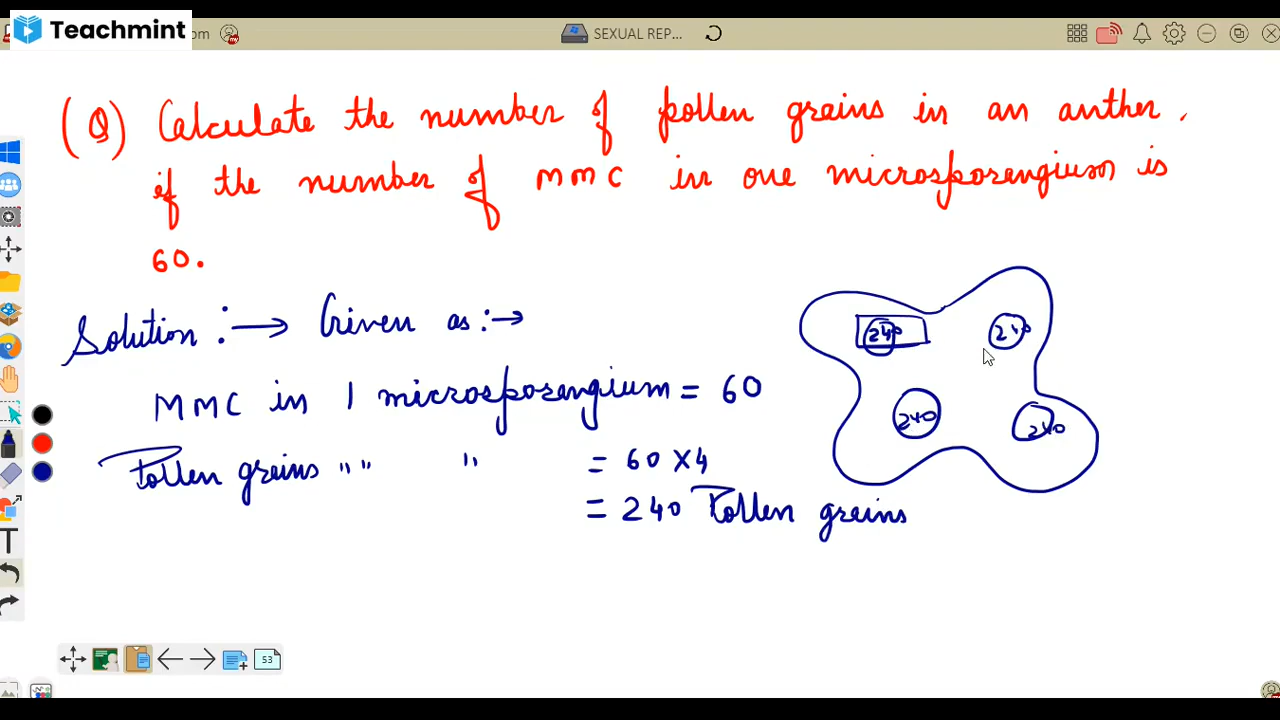 Teachmint
om
SEXUAL REP...
(Q) Calculate the number of pollen grains in an anther,
if the number of MMC in one microsporangium is
60.
Solution :→ Given as :→
MMC in 1 microsporangium = 60
Pollen grains " " " = 60 X 4
= 240 Pollen grains
240
240
240
240
T
53